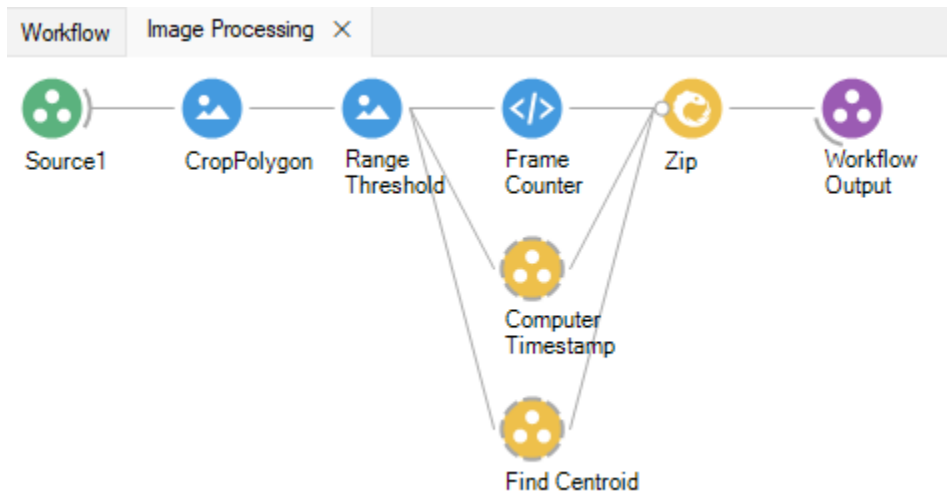 Workflow
Image Processing
Source1
CropPolygon
Range
Threshold
</>
Frame
Counter
Zip
Workflow
Output
Computer
Timestamp
Find Centroid